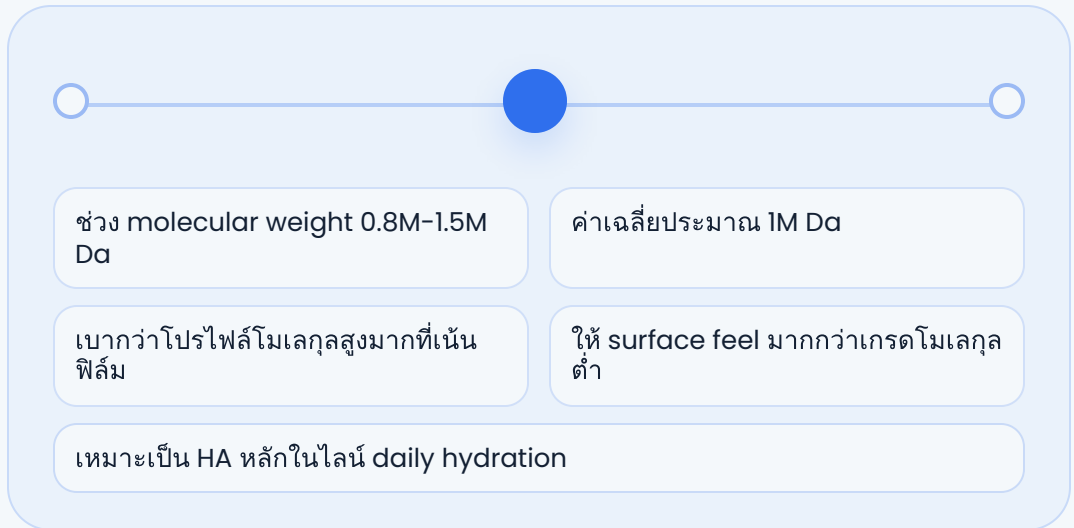 ช่วง molecular weight 0.8M-1.5M
Da
ค่าเฉลี่ยประมาณ 1M Da
เบากว่าโปรไฟล์โมเลกุลสูงมากที่เน้น
ฟิล์ม
ให้ surface feel มากกว่าเกรดโมเลกุล
ต่ำ
เหมาะเป็น HA หลักในไลน์ daily hydration